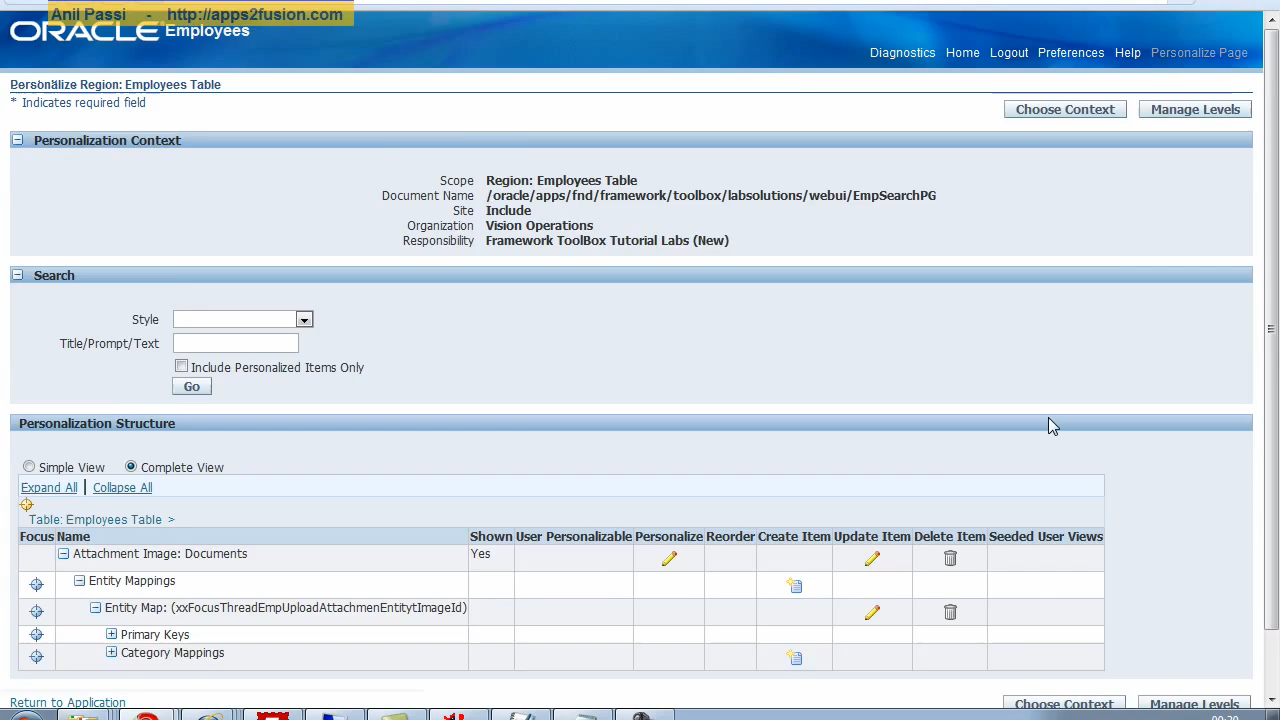 Anil Passi - http://apps2fusion.com
ORACLE Employees
Diagnostics Home Logout Preferences Help Personalize Page
Personalize Region: Employees Table
* Indicates required field
Choose Context Manage Levels
Personalization Context
Scope Region: Employees Table
Document Name /oracle/apps/fnd/framework/toolbox/labsolutions/webui/EmpSearchPG
Site Include
Organization Vision Operations
Responsibility Framework ToolBox Tutorial Labs (New)
Search
Style
Title/Prompt/Text
Include Personalized Items Only
Go
Personalization Structure
Simple View Complete View
Expand All | Collapse All
Table: Employees Table >
Focus Name Shown User Personalizable Personalize Reorder Create Item Update Item Delete Item Seeded User Views
Attachment Image: Documents Yes
Entity Mappings
Entity Map: (xxFocusThreadEmpUploadAttachmenEntitytImageId)
Primary Keys
Category Mappings
Return to Application Choose Context Manage Levels